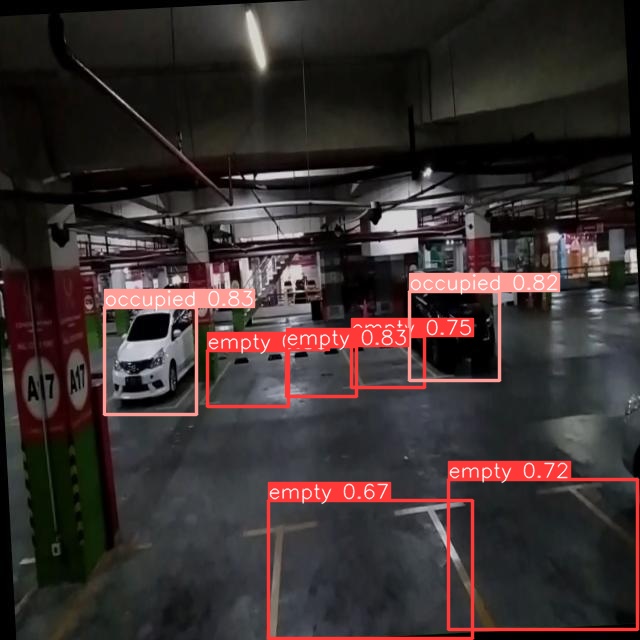 occupied 0.83
occupied 0.82
empty
empty 0.83
empty 0.75
A17
A17
empty 0.67
empty 0.72